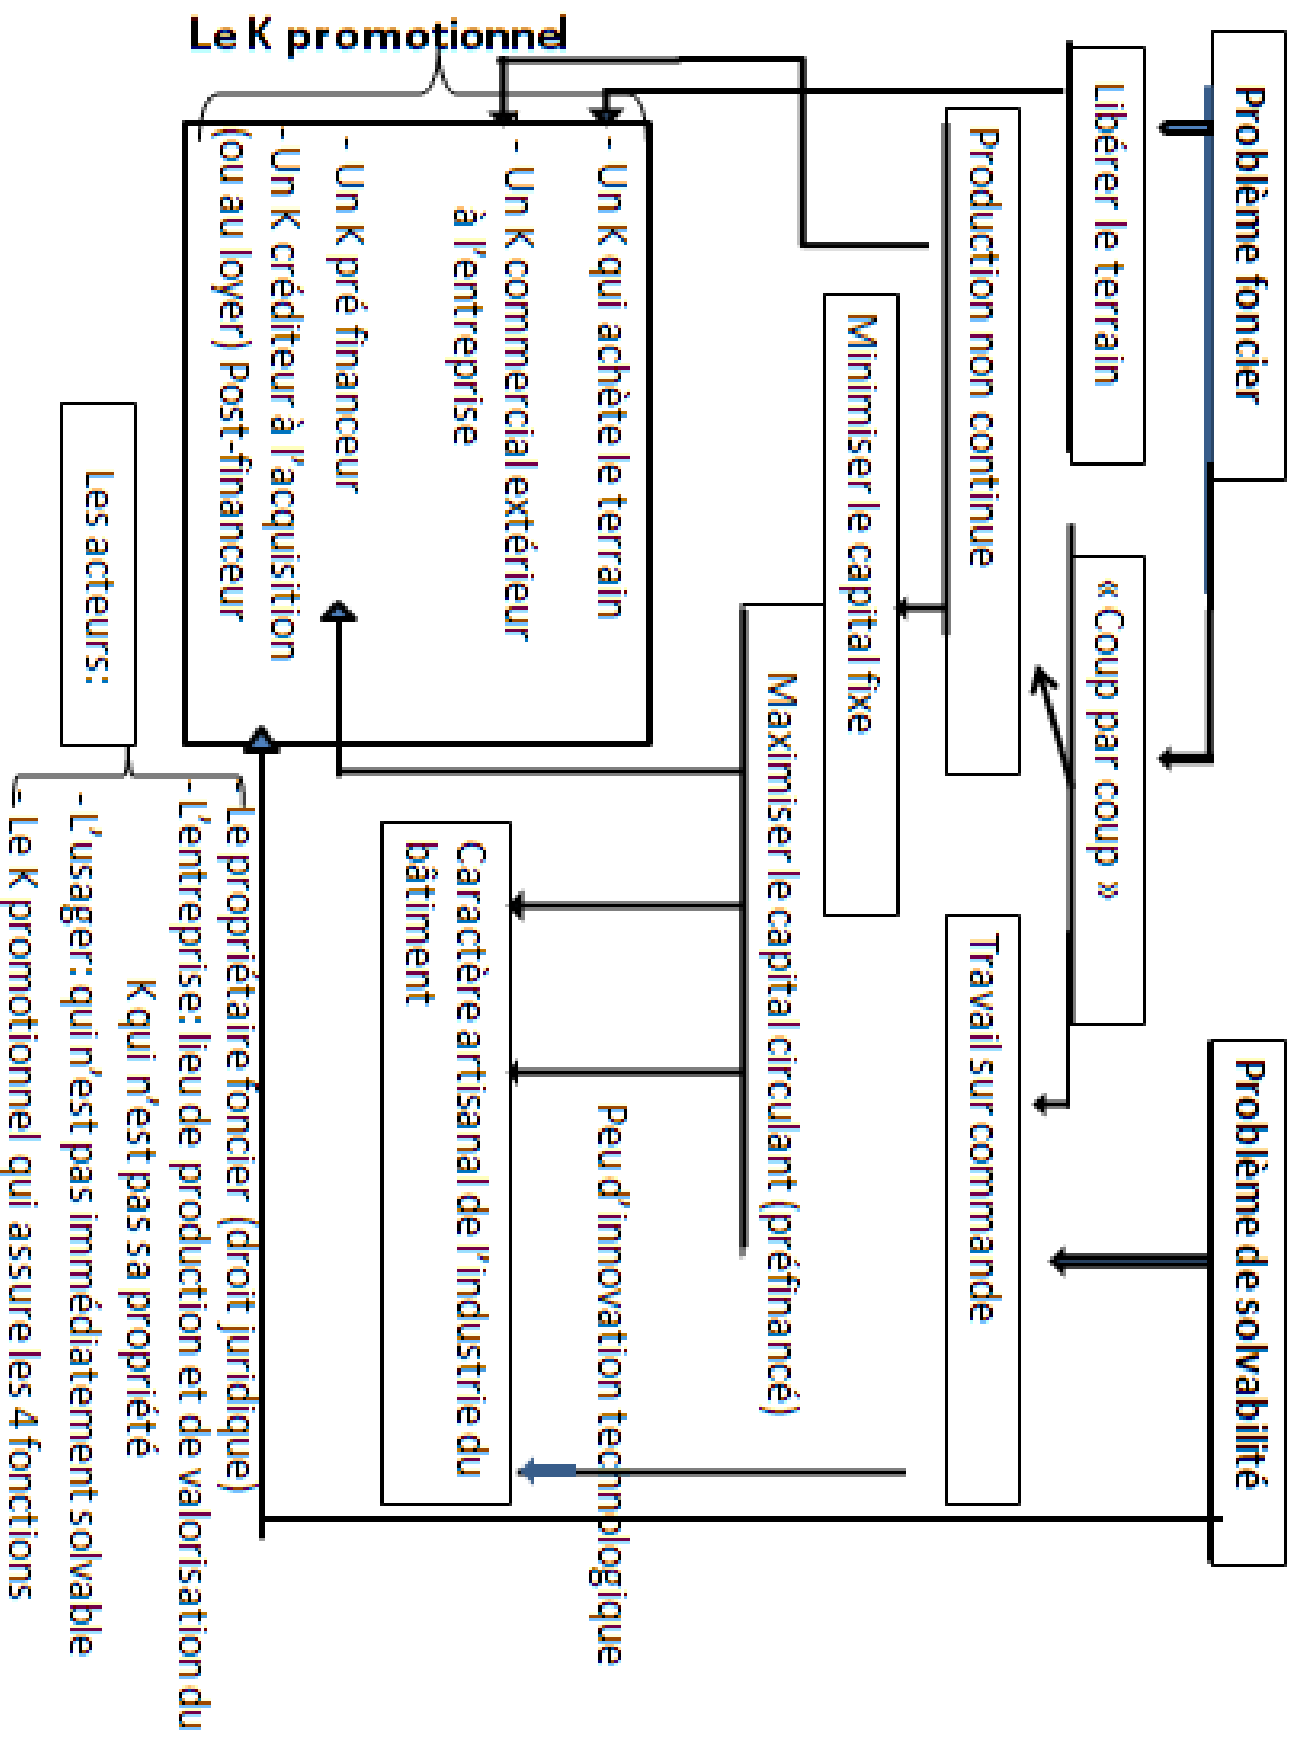 Problème foncier
Problème de solvabilité
Libérer le terrain
« Coup par coup »
Production non continue
Travail sur commande
Minimiser le capital fixe
Maximiser le capital circulant (préfinancé)
Peu d'innovation technologique
Caractère artisanal de l'industrie du
bâtiment
Le K promotionnel
- Un K qui achète le terrain
- Un K commercial extérieur
à l'entreprise
- Un K pré financeur
- Un K créditeur à l'acquisition
(ou au loyer) Post-financeur
Les acteurs:
-Le propriétaire foncier (droit juridique)
- L'entreprise: lieu de production et de valorisation du
K qui n'est pas sa propriété
- L'usager: qui n'est pas immédiatement solvable
- Le K promotionnel qui assure les 4 fonctions